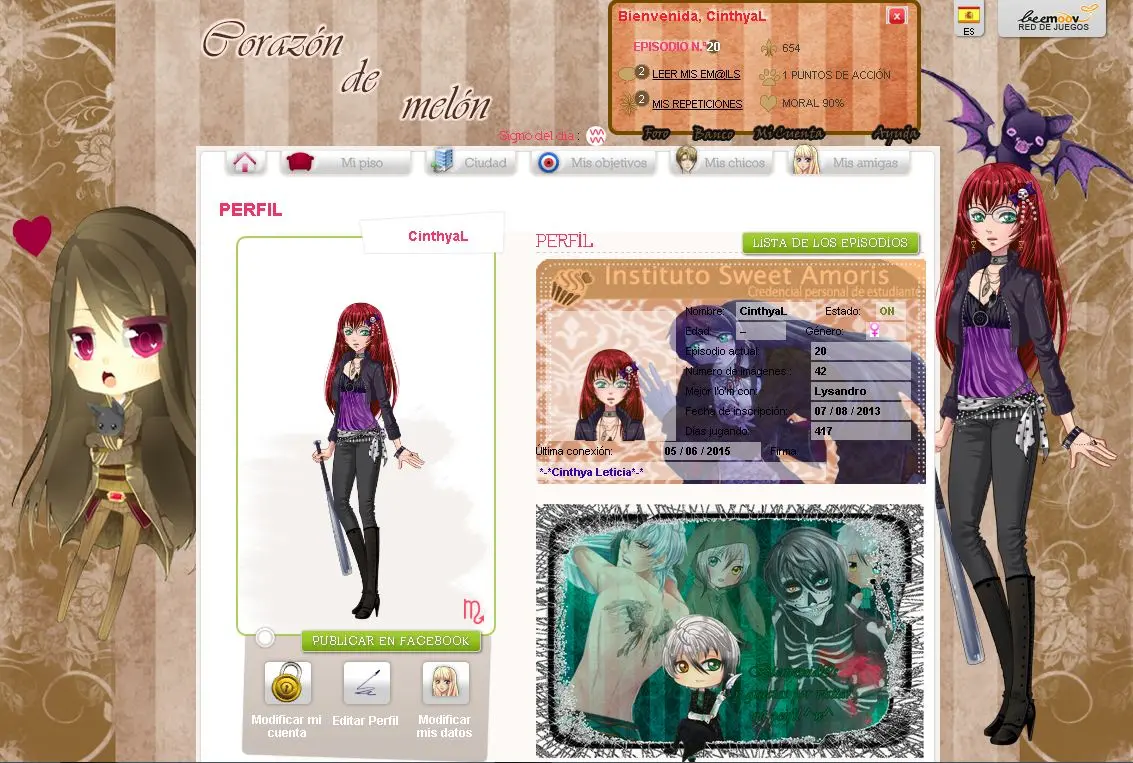 Corazón
de
melón
Bienvenida, CinthyaL
EPISODIO N.°20
654
2 LEER MIS EM@ILS
1 PUNTOS DE ACCIÓN
2 MIS REPETICIONES
MORAL 90%
ES
beemoov
RED DE JUEGOS
Signo del día :
Foro Banco Mi Cuenta Ayuda
Mi piso Ciudad Mis objetivos Mis chicos Mis amigas
PERFIL
CinthyaL
PERFIL
LISTA DE LOS EPISODIOS
Instituto Sweet Amoris
Credencial personal de estudiante
Nombre: CinthyaL Estado: ON
Edad: -- Género:
Episodio actual: 20
Número de imágenes : 42
Mejor l'o'm con: Lysandro
Fecha de inscripción: 07 / 08 / 2013
Días jugando: 417
Última conexión: 05 / 06 / 2015 Firma
*-*Cinthya Leticia*-*
PUBLICAR EN FACEBOOK
Modificar mi
cuenta
Editar Perfil
Modificar
mis datos